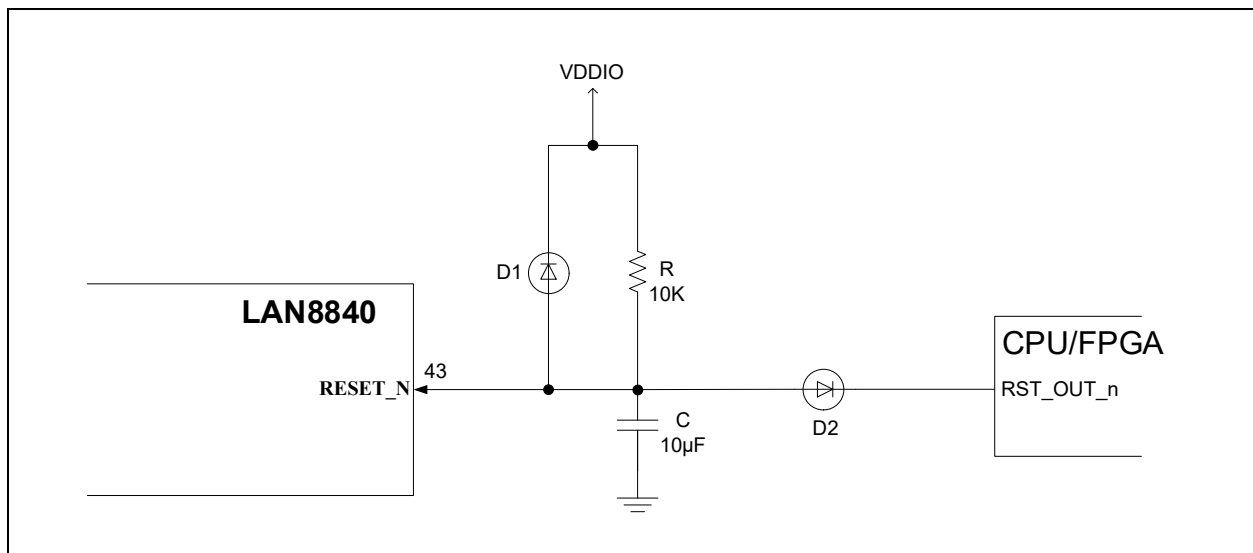 VDDIO
D1
R
10K
LAN8840
RESET_N
43
C
10µF
D2
CPU/FPGA
RST_OUT_n